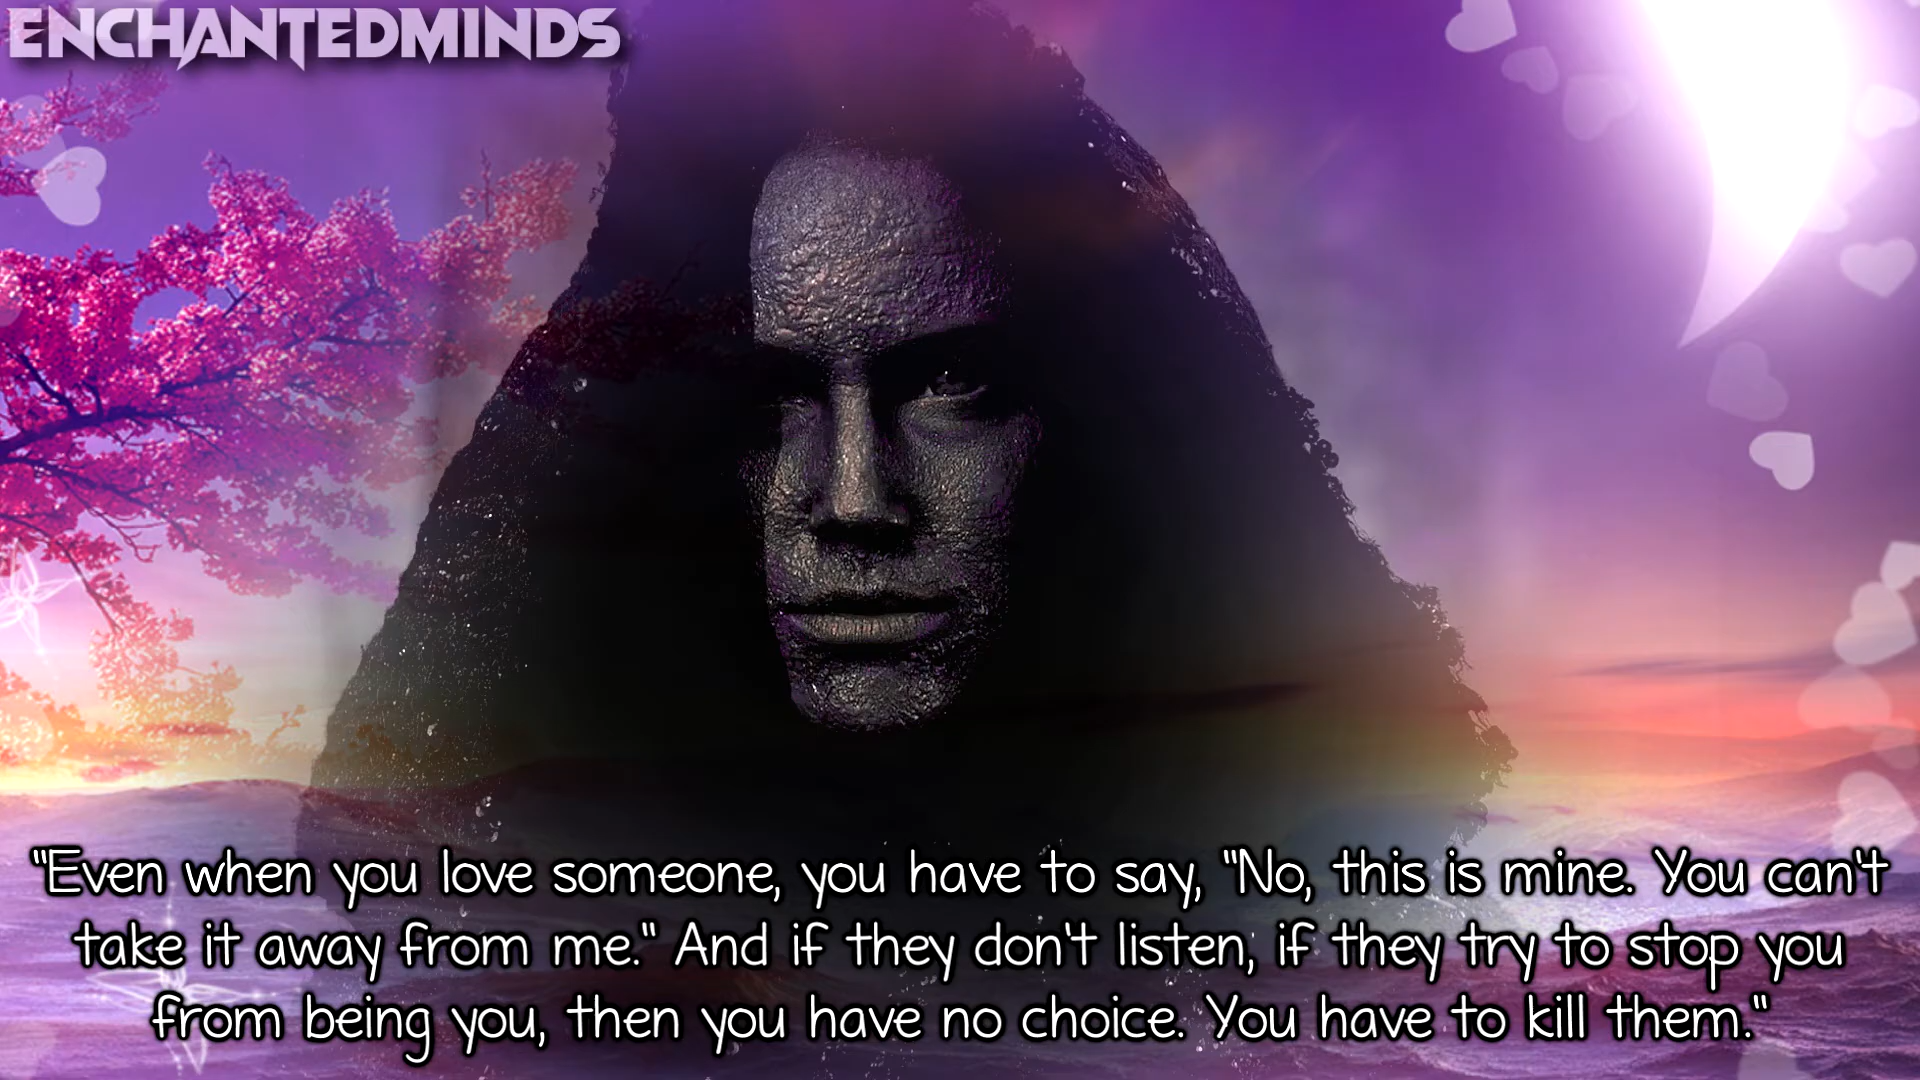 ENCHANTEDMINDS
"Even when you love someone, you have to say, "No, this is mine. You can't
take it away from me." And if they don't listen, if they try to stop you
from being you, then you have no choice. You have to kill them."